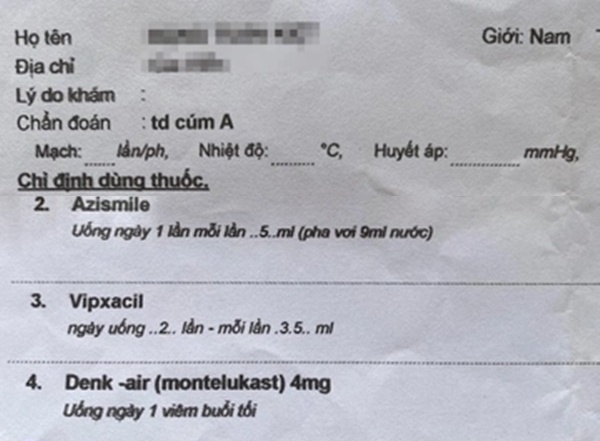 Họ tên Giới: Nam
Địa chỉ
Lý do khám :
Chẩn đoán : td cúm A
Mạch:......lần/ph, Nhiệt độ:........°C, Huyết áp:............mmHg,
Chỉ định dùng thuốc.
2. Azismile
Uống ngày 1 lần mỗi lần ..5..ml (pha vơi 9ml nước)
3. Vipxacil
ngày uống ..2.. lần - mỗi lần .3.5.. ml
4. Denk -air (montelukast) 4mg
Uống ngày 1 viêm buổi tối